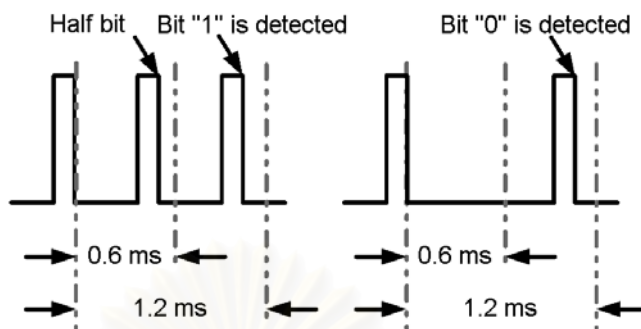 Half bit Bit "1" is detected Bit "0" is detected
0.6 ms 0.6 ms
1.2 ms 1.2 ms